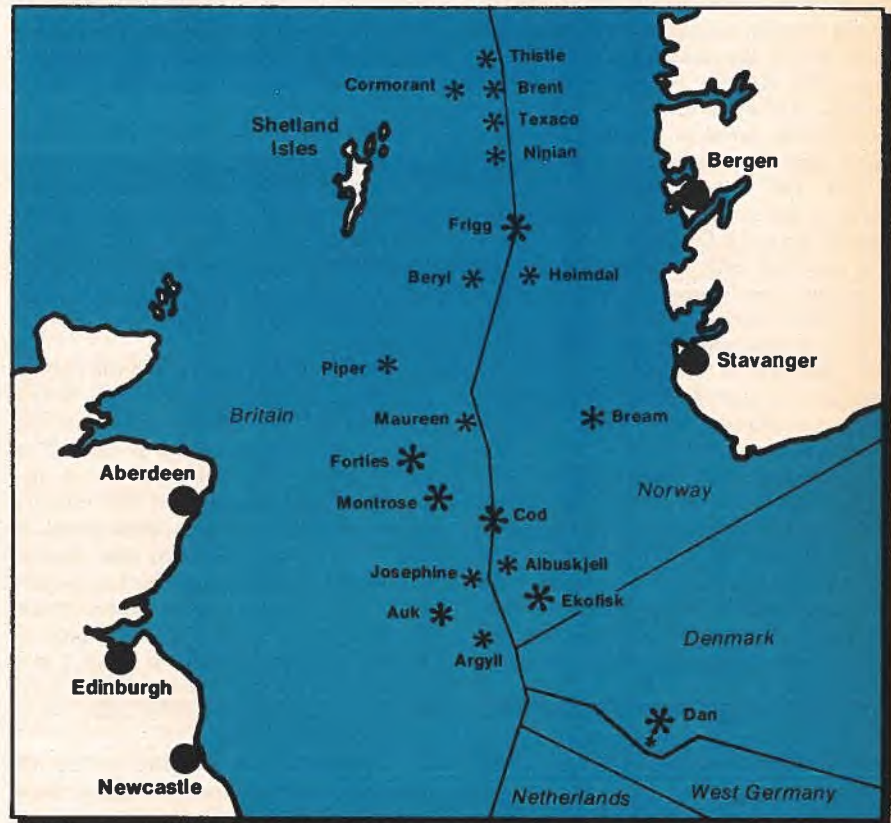 Thistle
Cormorant
Brent
Shetland
Isles
Texaco
Ninian
Bergen
Frigg
Beryl
Heimdal
Stavanger
Piper
Britain
Maureen
Bream
Forties
Aberdeen
Norway
Montrose
Cod
Josephine
Albuskjell
Ekofisk
Auk
Denmark
Argyll
Edinburgh
Dan
Newcastle
Netherlands
West Germany